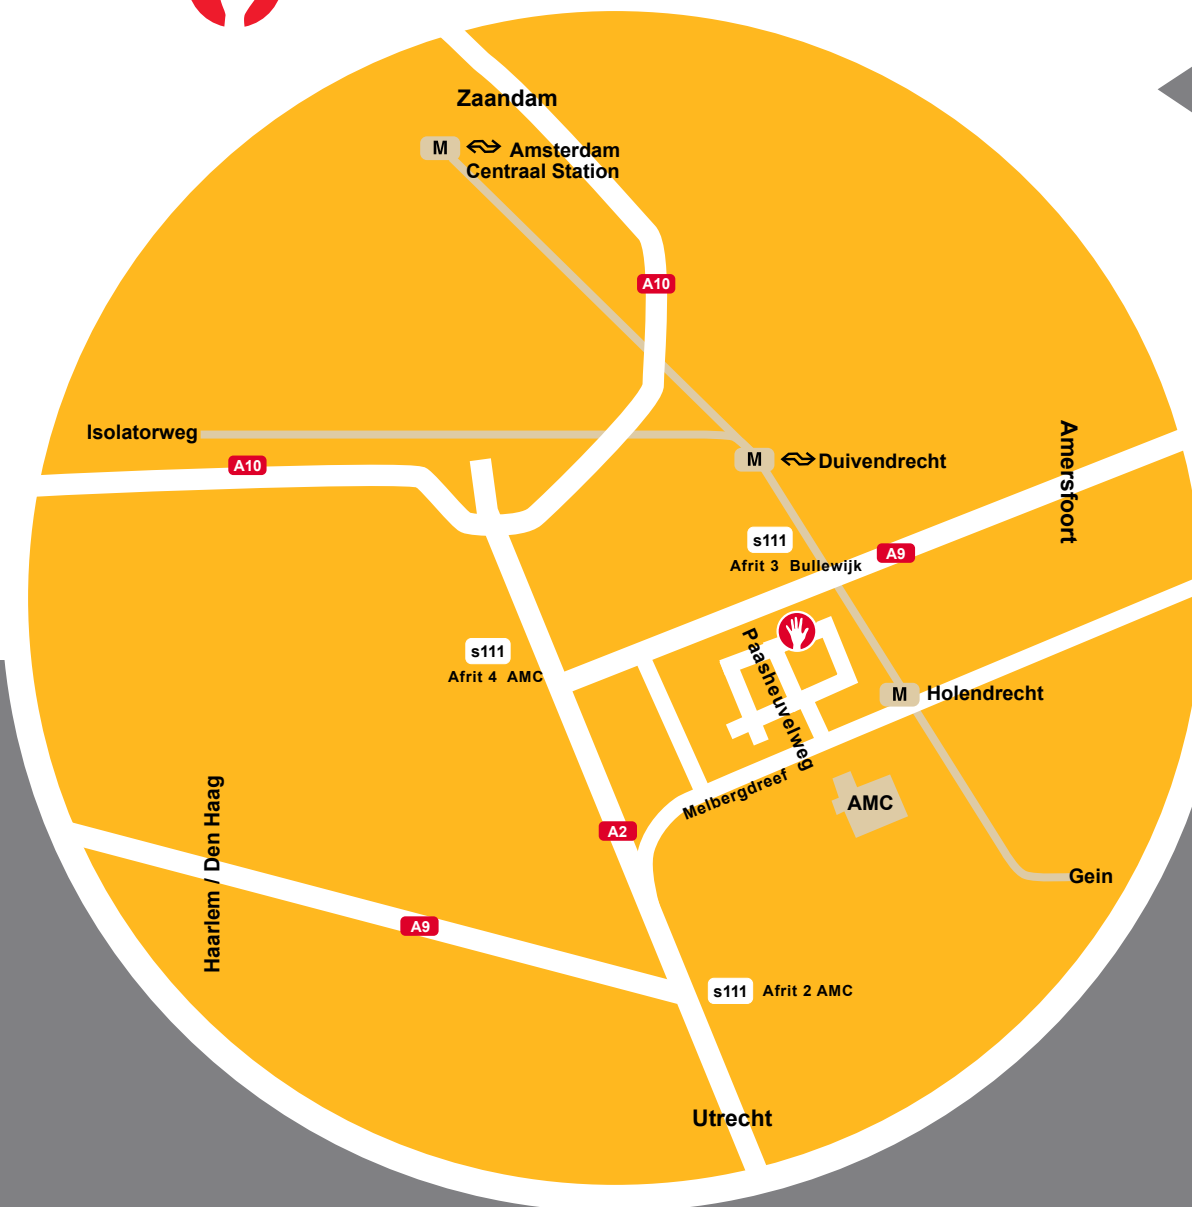 Zaandam
M
Amsterdam
Centraal Station
A10
Isolatorweg
A10
M
Duivendrecht
Amersfoort
s111
Afrit 3 Bullewijk
A9
s111
Afrit 4 AMC
Paasheuvelweg
M
Holendrecht
Melbergdreef
AMC
Haarlem / Den Haag
A2
Gein
A9
s111
Afrit 2 AMC
Utrecht